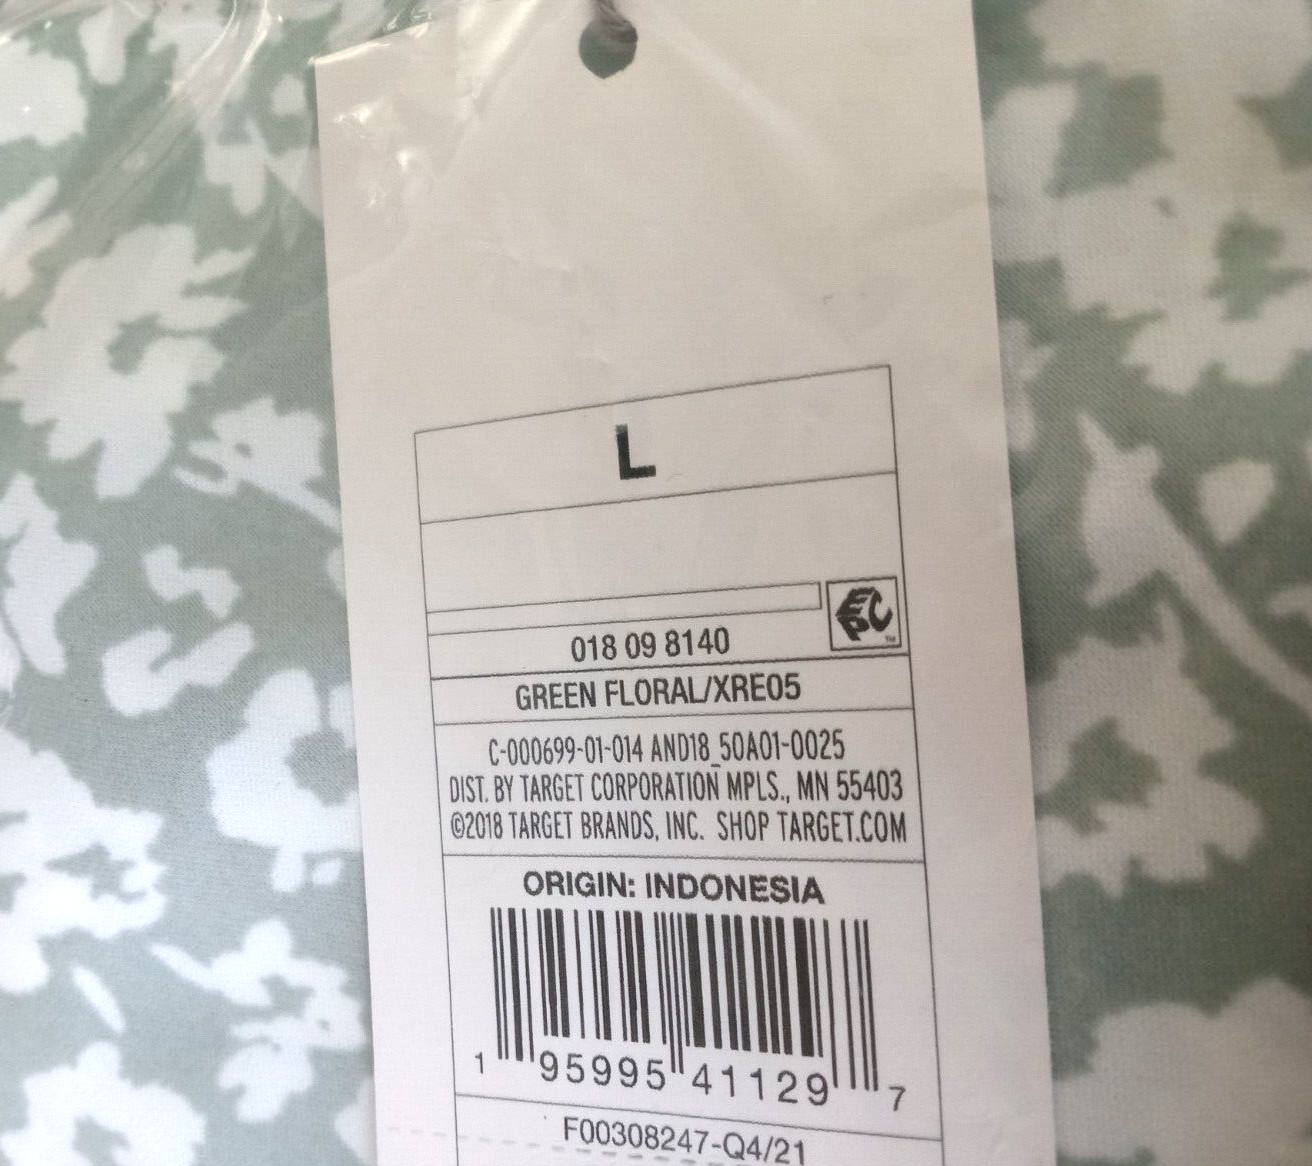 L
EPC™
018 09 8140
GREEN FLORAL/XRE05
C-000699-01-014 AND18_50A01-0025
DIST. BY TARGET CORPORATION MPLS., MN 55403
©2018 TARGET BRANDS, INC. SHOP TARGET.COM
ORIGIN: INDONESIA
1 95995 41129 7
F00308247-Q4/21